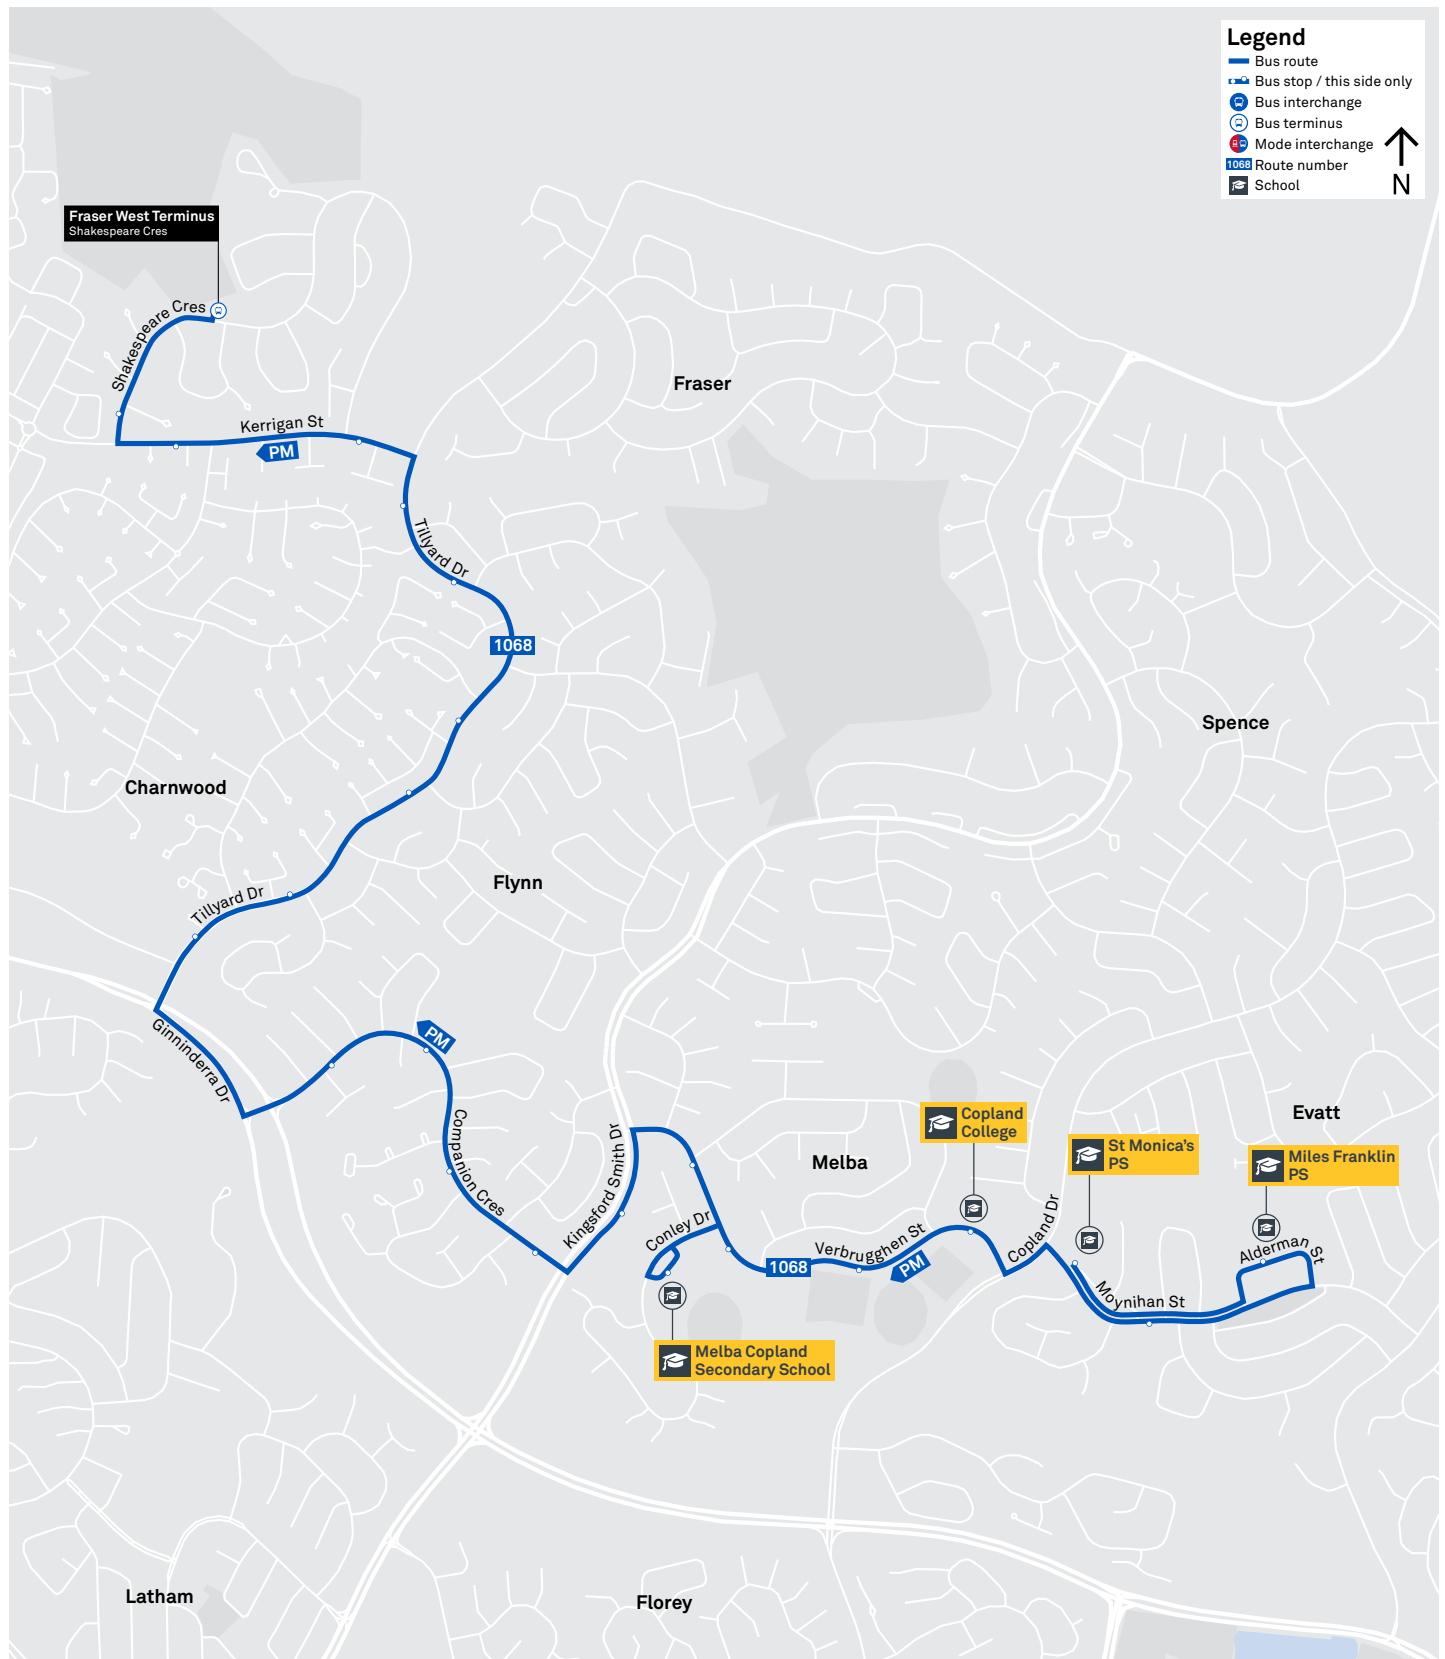 Legend
Bus route
Bus stop / this side only
Bus interchange
Bus terminus
Mode interchange
1068 Route number
School
N
Fraser West Terminus
Shakespeare Cres
Shakespeare Cres
Kerrigan St
PM
Fraser
Tillyard Dr
1068
Spence
Charnwood
Flynn
Tillyard Dr
Ginninderra Dr
PM
Companion Cres
Kingsford Smith Dr
Conley Dr
Melba
1068
Verbrugghen St
PM
Copland
College
Copland Dr
St Monica's
PS
Evatt
Miles Franklin
PS
Alderman St
Moynihan St
Melba Copland
Secondary School
Latham
Florey